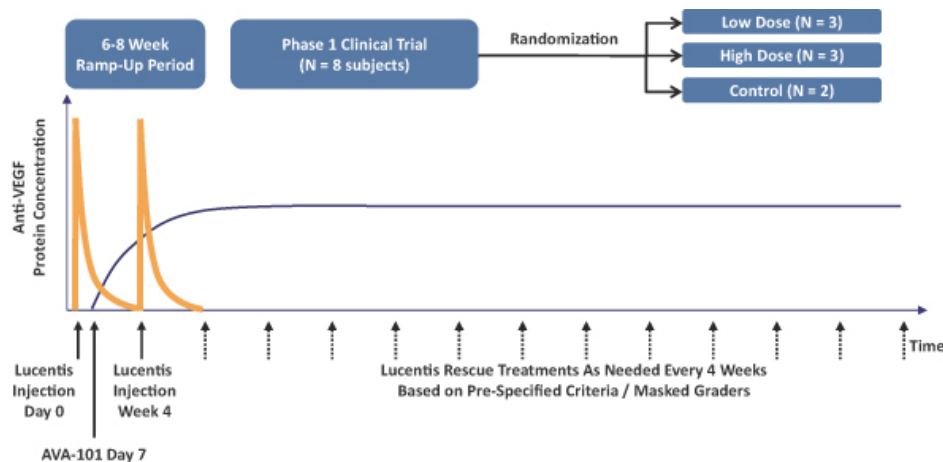 6-8 Week
Ramp-Up Period
Phase 1 Clinical Trial
(N = 8 subjects)
Randomization
Low Dose (N = 3)
High Dose (N = 3)
Control (N = 2)
Anti-VEGF
Protein Concentration
Time
Lucentis
Injection
Day 0
Lucentis
Injection
Week 4
Lucentis Rescue Treatments As Needed Every 4 Weeks
Based on Pre-Specified Criteria / Masked Graders
AVA-101 Day 7